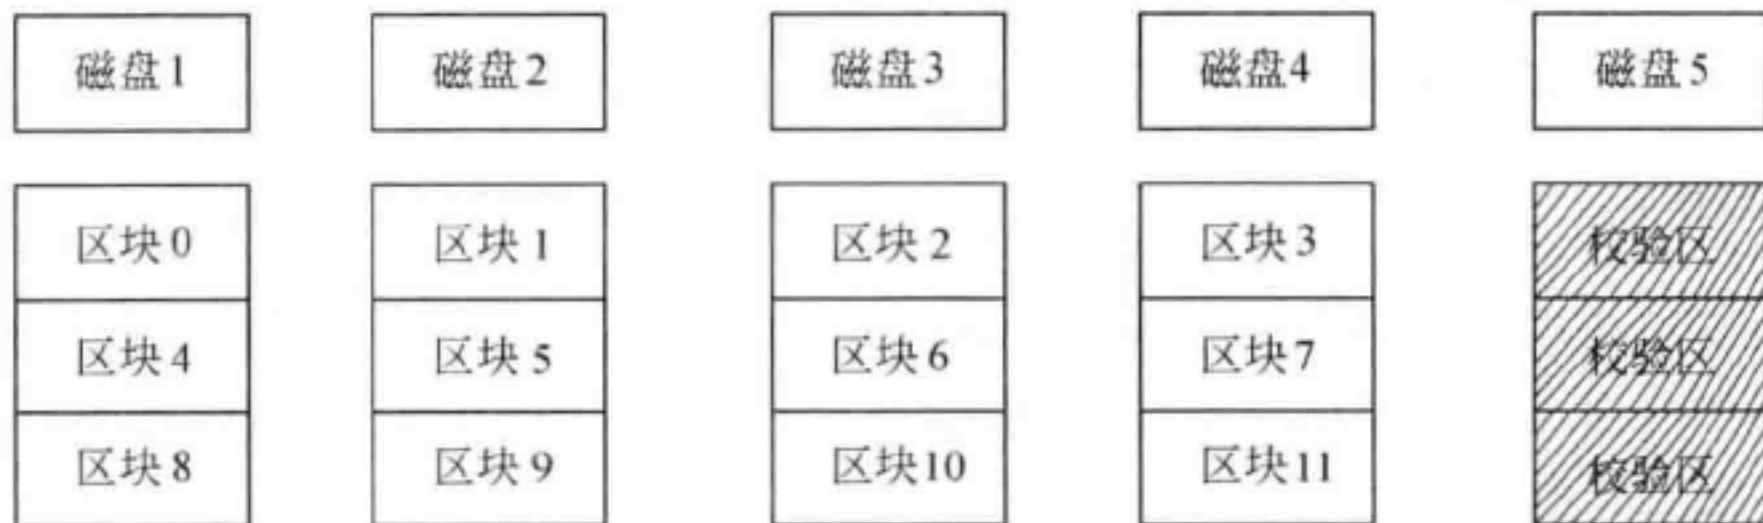 磁盘1 磁盘2 磁盘3 磁盘4 磁盘5
区块0 区块1 区块2 区块3 校验区
区块4 区块5 区块6 区块7 校验区
区块8 区块9 区块10 区块11 校验区